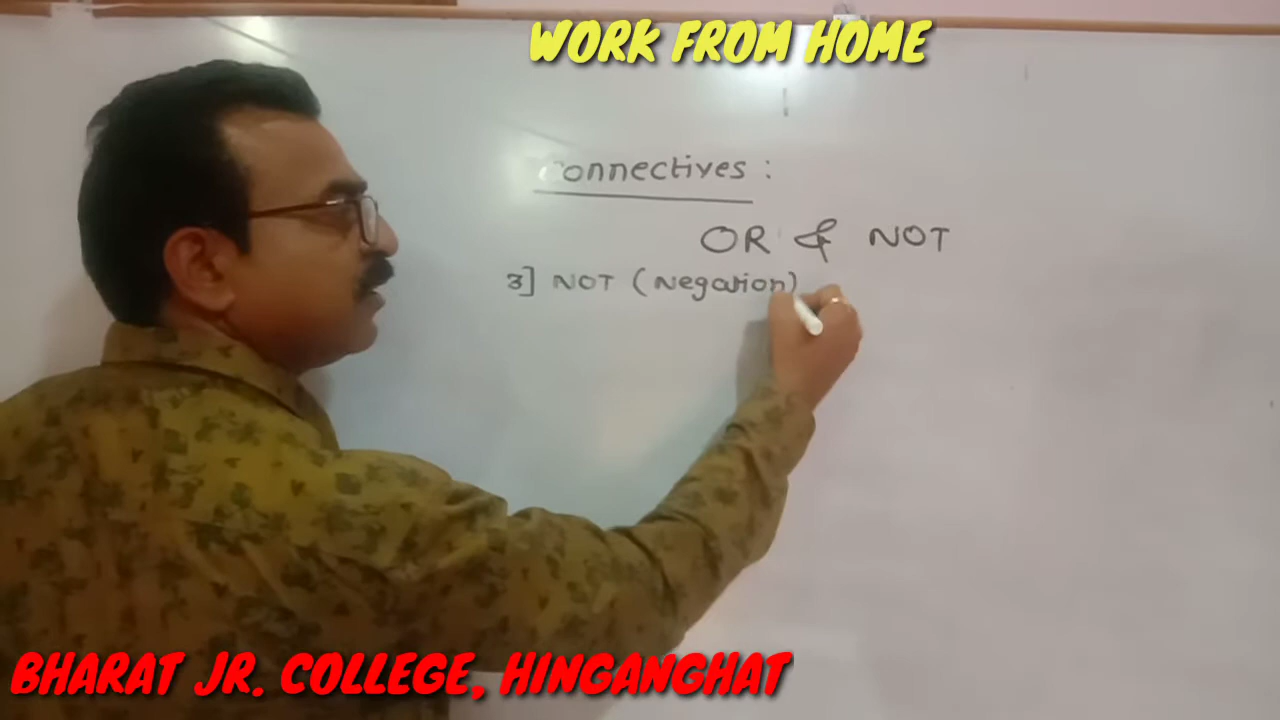 WORK FROM HOME
Connectives :
OR & NOT
3] NOT (Negation)
BHARAT JR. COLLEGE, HINGANGHAT